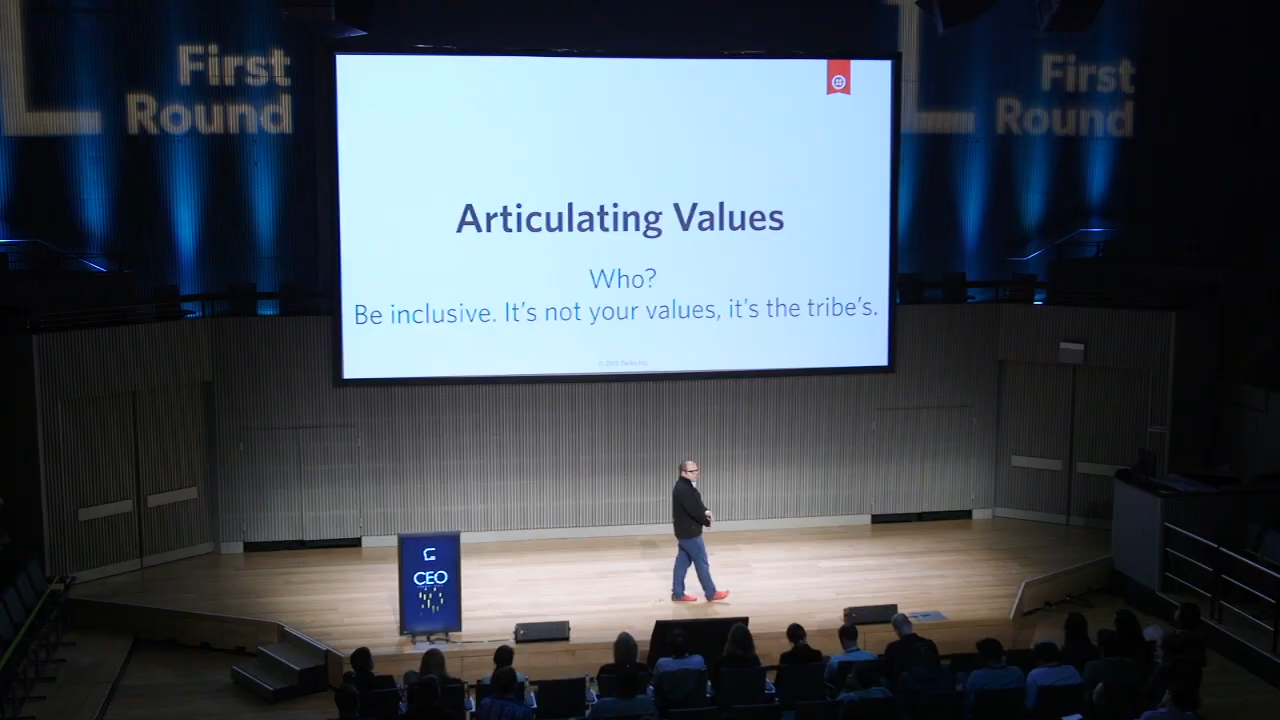 First
Round
First
Round
Articulating Values
Who?
Be inclusive. It's not your values, it's the tribe's.
CEO